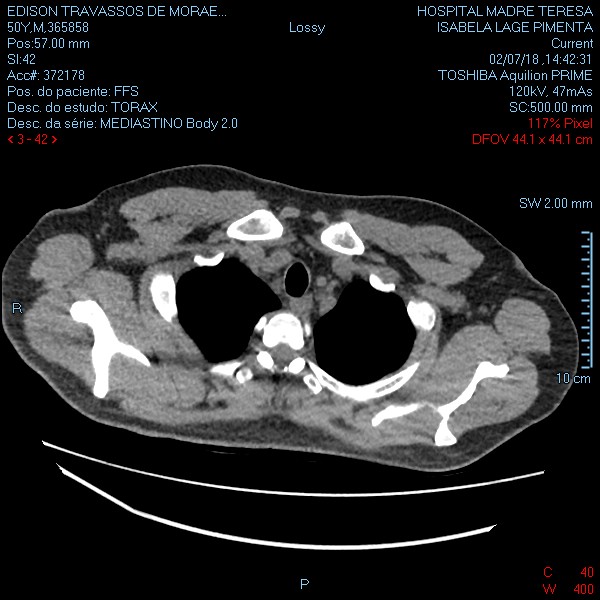 EDISON TRAVASSOS DE MORAE...
50Y,M,365858
Pos:57.00 mm
SI:42
Acc#: 372178
Pos. do paciente: FFS
Desc. do estudo: TORAX
Desc. da série: MEDIASTINO Body 2.0
< 3 - 42 >
Lossy
HOSPITAL MADRE TERESA
ISABELA LAGE PIMENTA
Current
02/07/18 ,14:42:31
TOSHIBA Aquilion PRIME
120kV, 47mAs
SC:500.00 mm
117% Pixel
DFOV 44.1 x 44.1 cm
SW 2.00 mm
R
10 cm
P
C 40
W 400